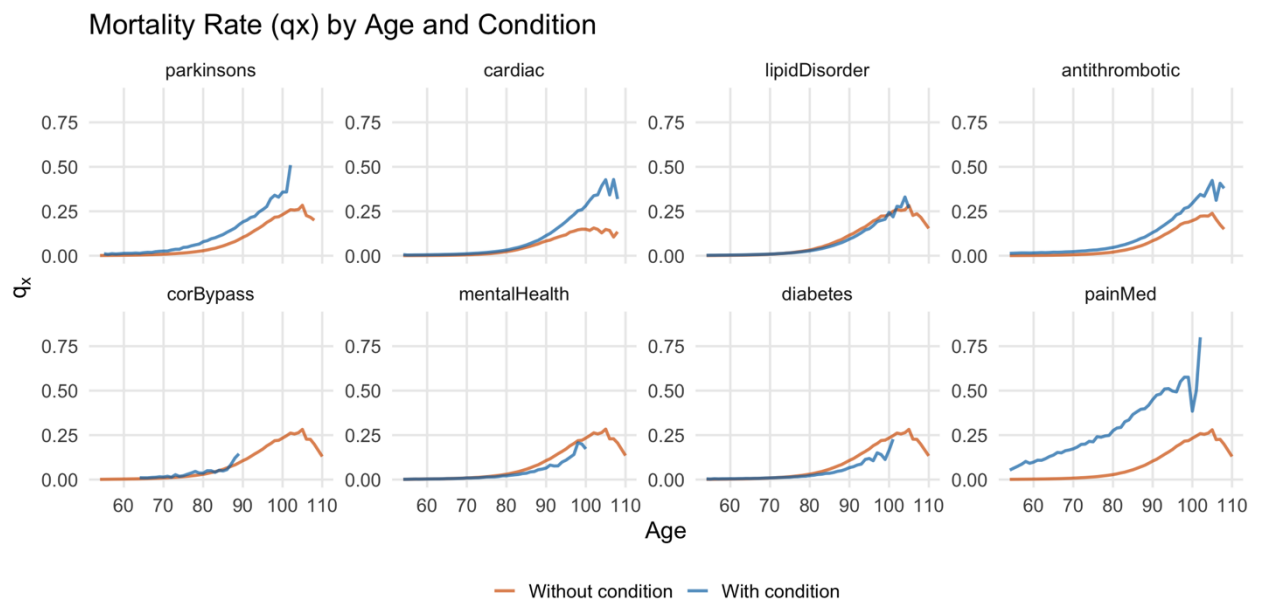 Mortality Rate (qx) by Age and Condition
parkinsons cardiac lipidDisorder antithrombotic
0.75 0.75 0.75 0.75
0.50 0.50 0.50 0.50
0.25 0.25 0.25 0.25
0.00 0.00 0.00 0.00
qx
corBypass mentalHealth diabetes painMed
0.75 0.75 0.75 0.75
0.50 0.50 0.50 0.50
0.25 0.25 0.25 0.25
0.00 0.00 0.00 0.00
60 70 80 90 100 110 60 70 80 90 100 110 60 70 80 90 100 110 60 70 80 90 100 110
Age
Without condition With condition